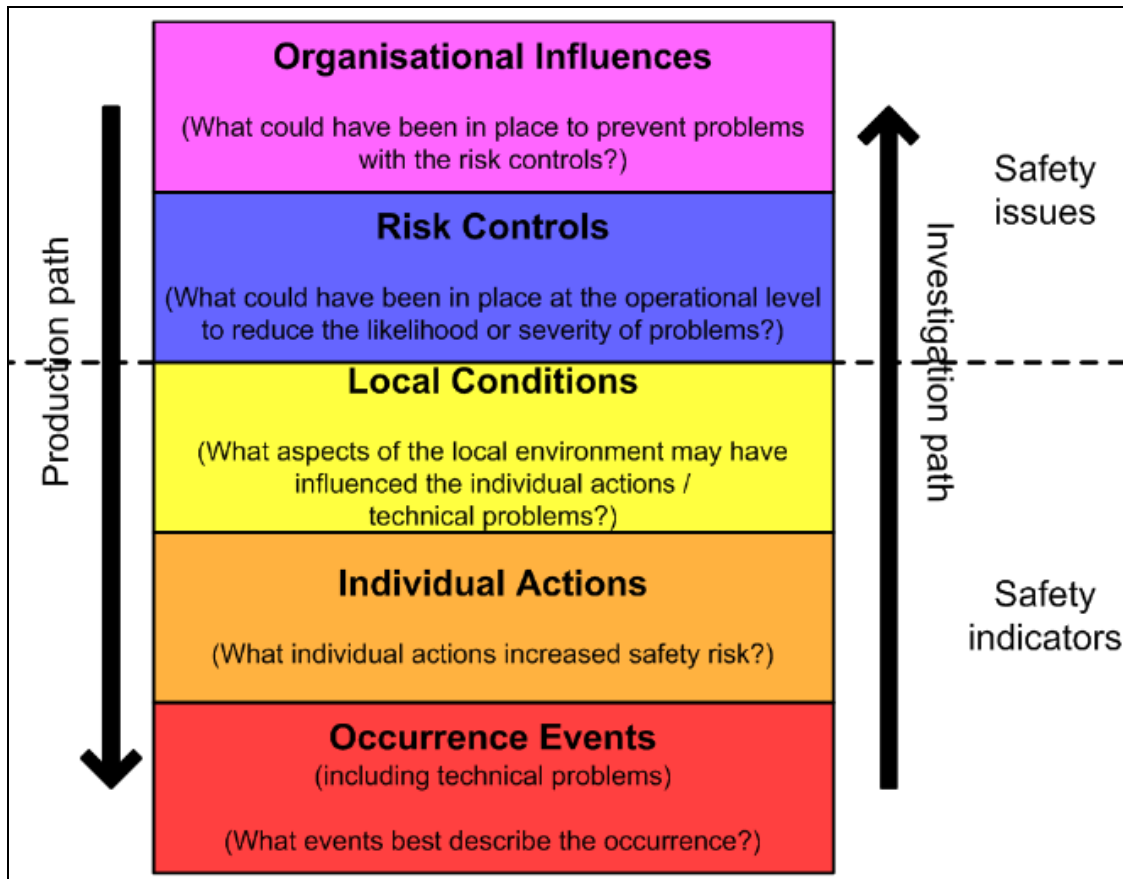 Organisational Influences
(What could have been in place to prevent problems
with the risk controls?)
Risk Controls
(What could have been in place at the operational level
to reduce the likelihood or severity of problems?)
Local Conditions
(What aspects of the local environment may have
influenced the individual actions /
technical problems?)
Individual Actions
(What individual actions increased safety risk?)
Occurrence Events
(including technical problems)
(What events best describe the occurrence?)
Production path
Investigation path
Safety
issues
Safety
indicators